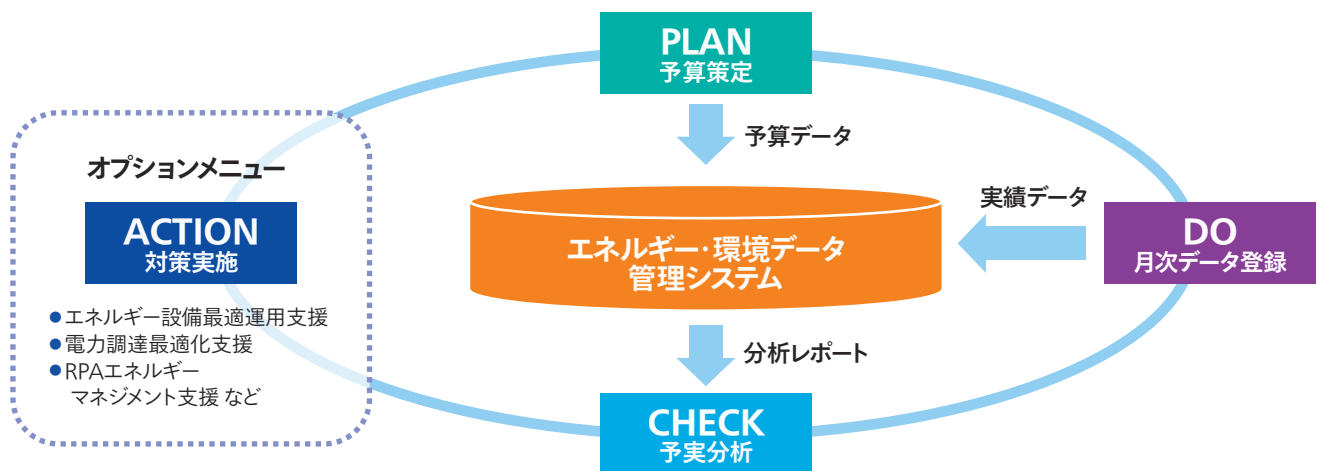 PLAN
予算策定
予算データ
オプションメニュー
ACTION
対策実施
●エネルギー設備最適運用支援
●電力調達最適化支援
●RPAエネルギー
マネジメント支援 など
エネルギー・環境データ
管理システム
実績データ
DO
月次データ登録
分析レポート
CHECK
予実分析